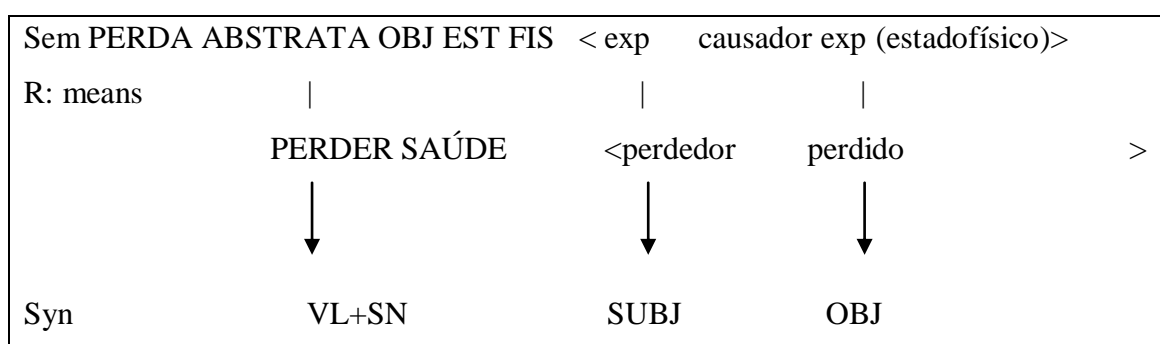 Sem PERDA ABSTRATA OBJ EST FIS < exp causador exp (estadofísico)>
R: means | | |
PERDER SAÚDE <perdedor perdido >
Syn VL+SN SUBJ OBJ